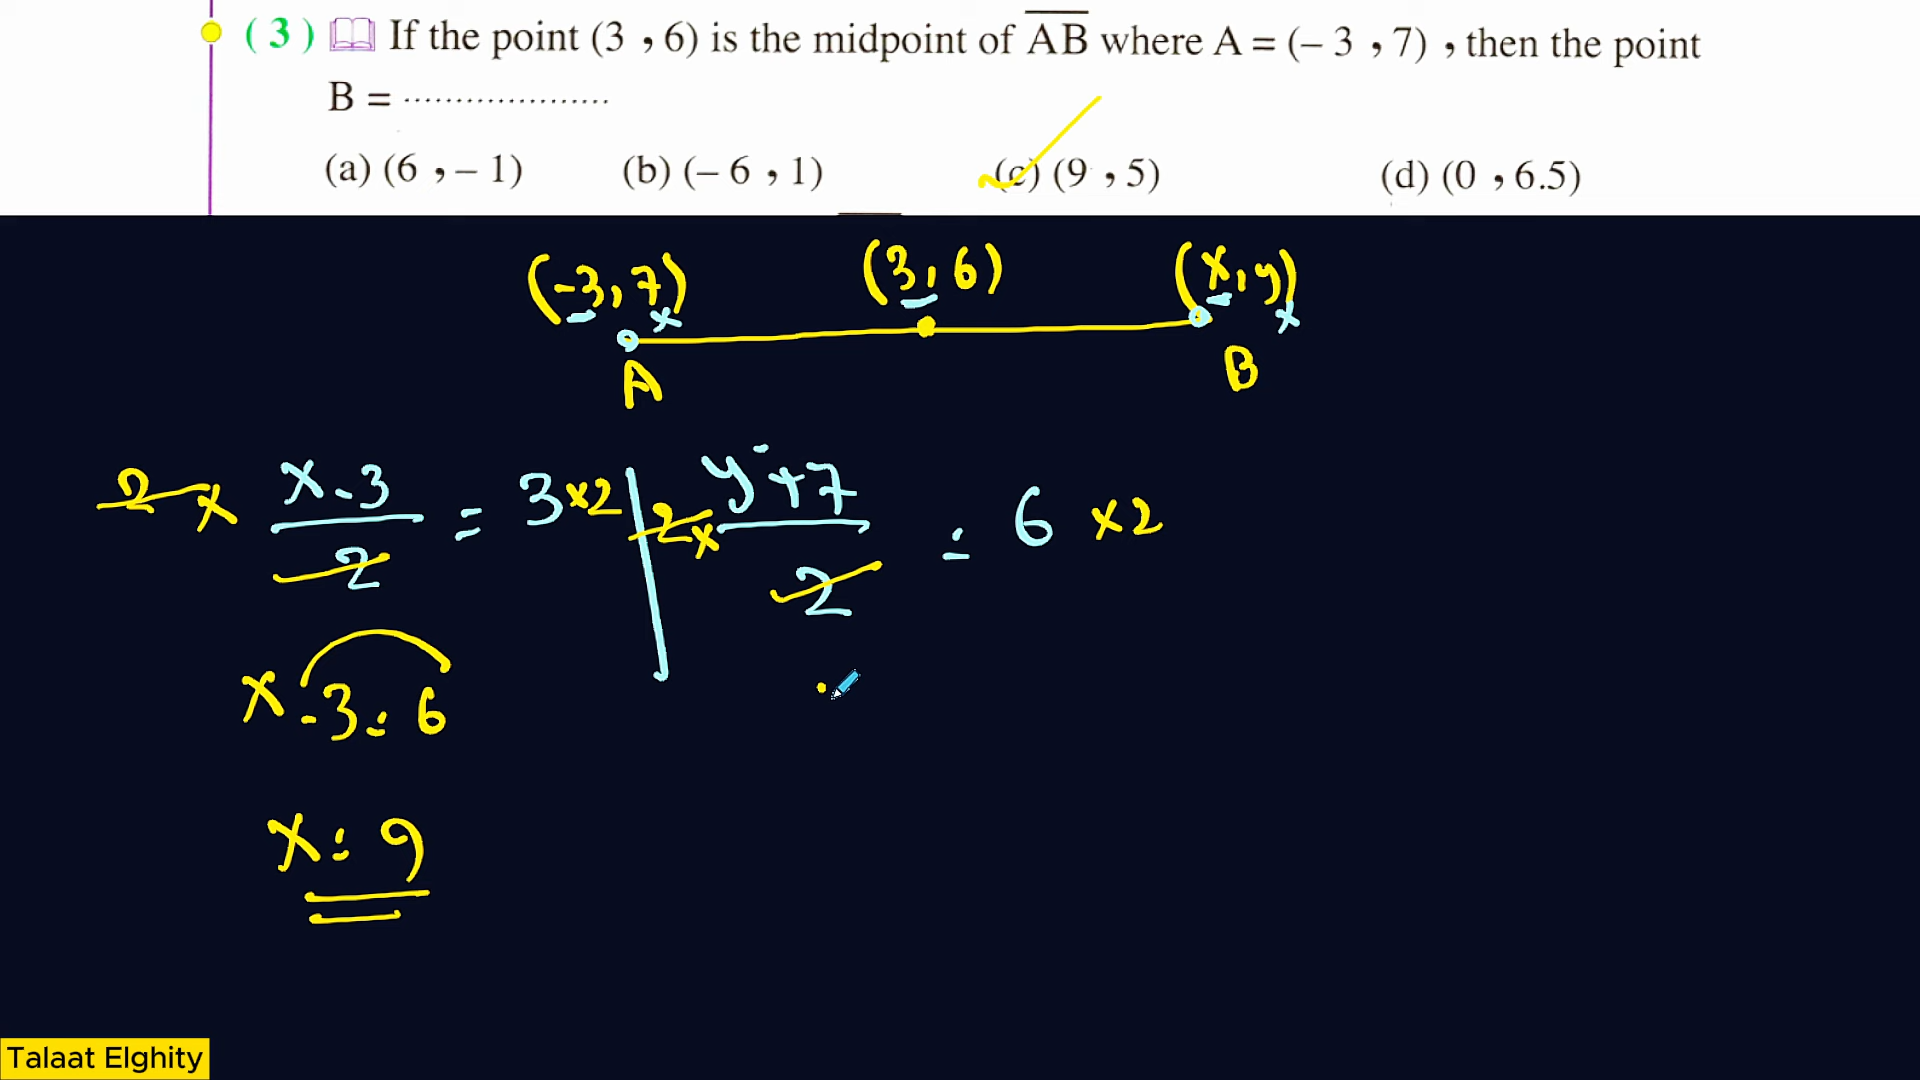 ( 3 ) If the point (3 , 6) is the midpoint of AB where A = (– 3 , 7) , then the point
B = ....................
(a) (6 , – 1) (b) (– 6 , 1) (c) (9 , 5) (d) (0 , 6.5)
(-3, 7) (3, 6) (x, y)
x x
A B
2 x x - 3 / 2 = 3 x2 2 x y + 7 / 2 = 6 x2
x - 3 = 6
x = 9
Talaat Elghity